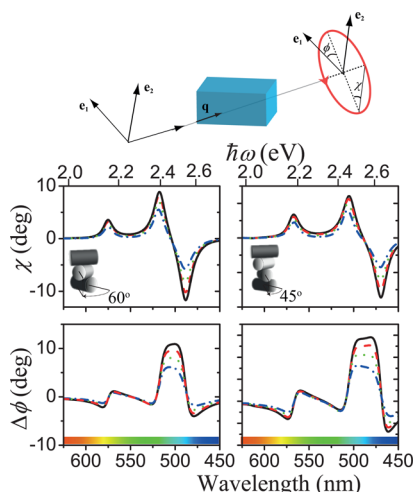 e₂
e₁
ϕ
χ
e₂
e₁
q
ħω (eV)
2.0 2.2 2.4 2.6 2.0 2.2 2.4 2.6
10
0
-10
χ (deg)
60º
45º
10
0
-10
Δϕ (deg)
600 550 500 450 600 550 500 450
Wavelength (nm)